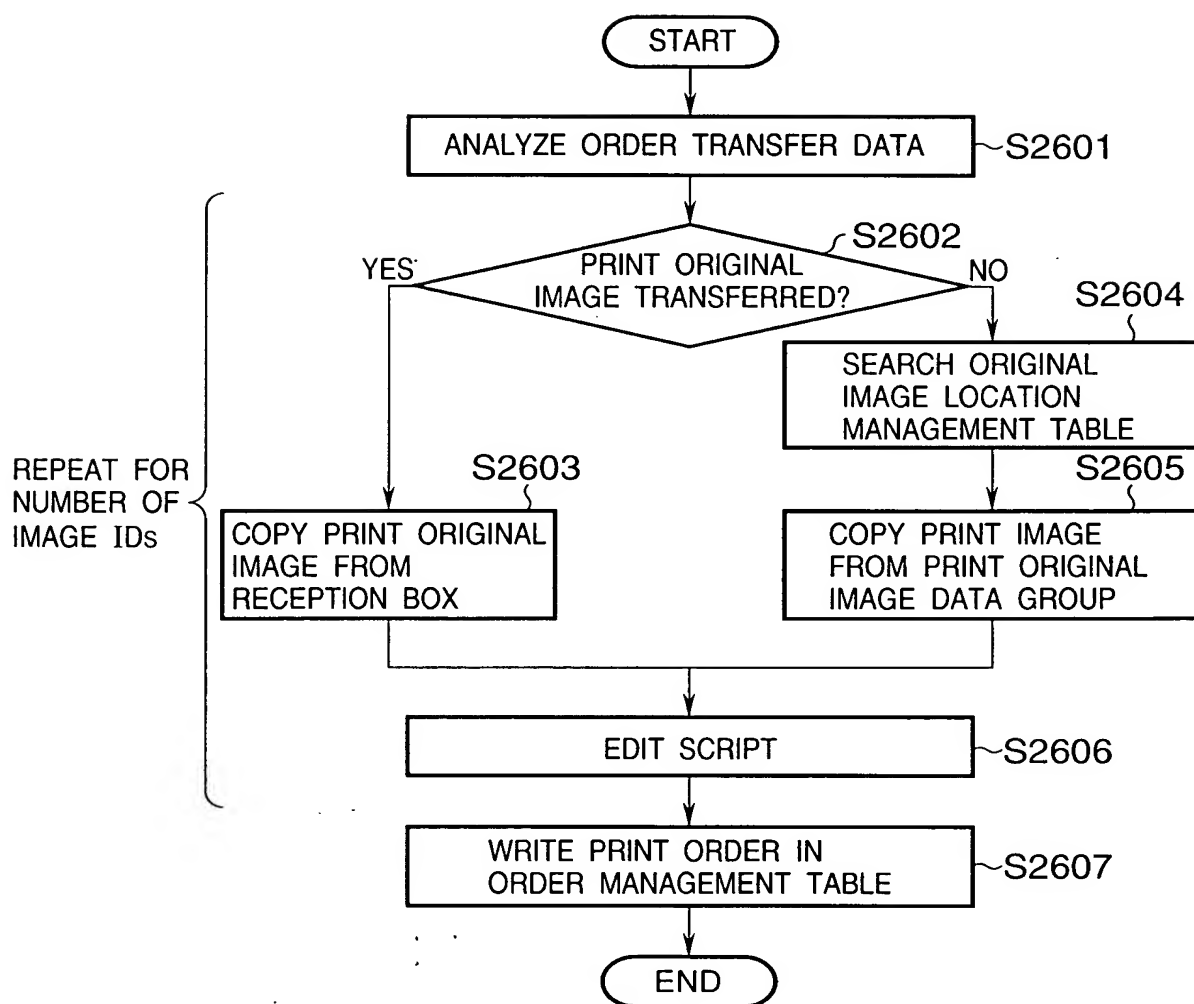 START
ANALYZE ORDER TRANSFER DATA
S2601
S2602
YES
PRINT ORIGINAL
IMAGE TRANSFERRED?
NO
S2604
SEARCH ORIGINAL
IMAGE LOCATION
MANAGEMENT TABLE
REPEAT FOR
NUMBER OF
IMAGE IDs
S2603
COPY PRINT ORIGINAL
IMAGE FROM
RECEPTION BOX
S2605
COPY PRINT IMAGE
FROM PRINT ORIGINAL
IMAGE DATA GROUP
EDIT SCRIPT
S2606
WRITE PRINT ORDER IN
ORDER MANAGEMENT TABLE
S2607
END